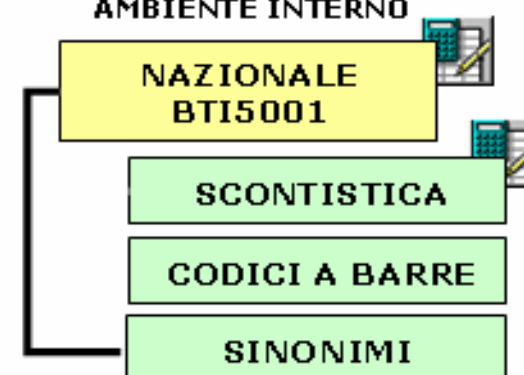 AMBIENTE INTERNO
NAZIONALE
BTI5001
SCONTISTICA
CODICI A BARRE
SINONIMI